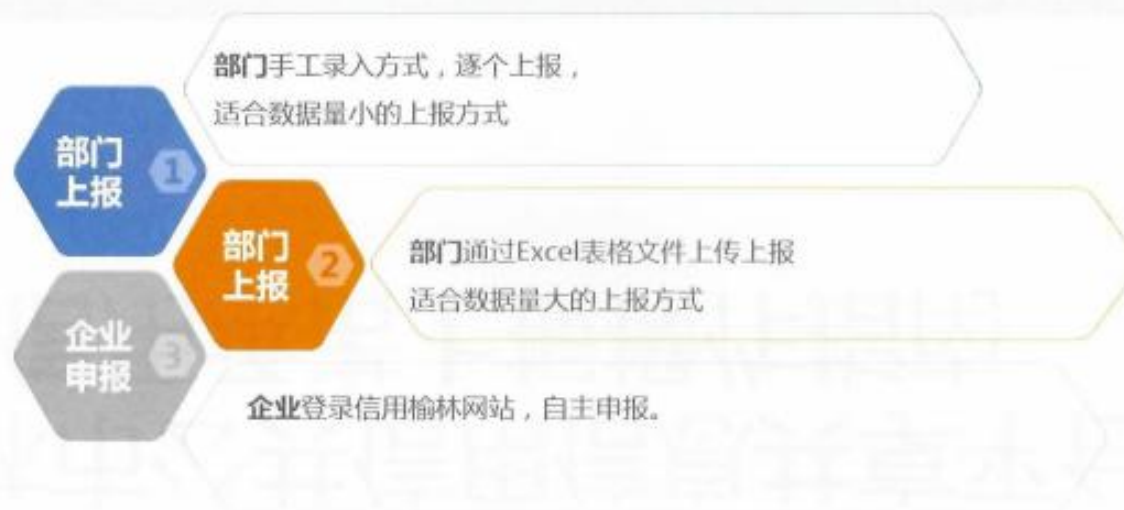 部门手工录入方式，逐个上报，
适合数据量小的上报方式
部门
上报
1
部门
上报
2
部门通过Excel表格文件上传上报
适合数据量大的上报方式
企业
申报
3
企业登录信用榆林网站，自主申报。